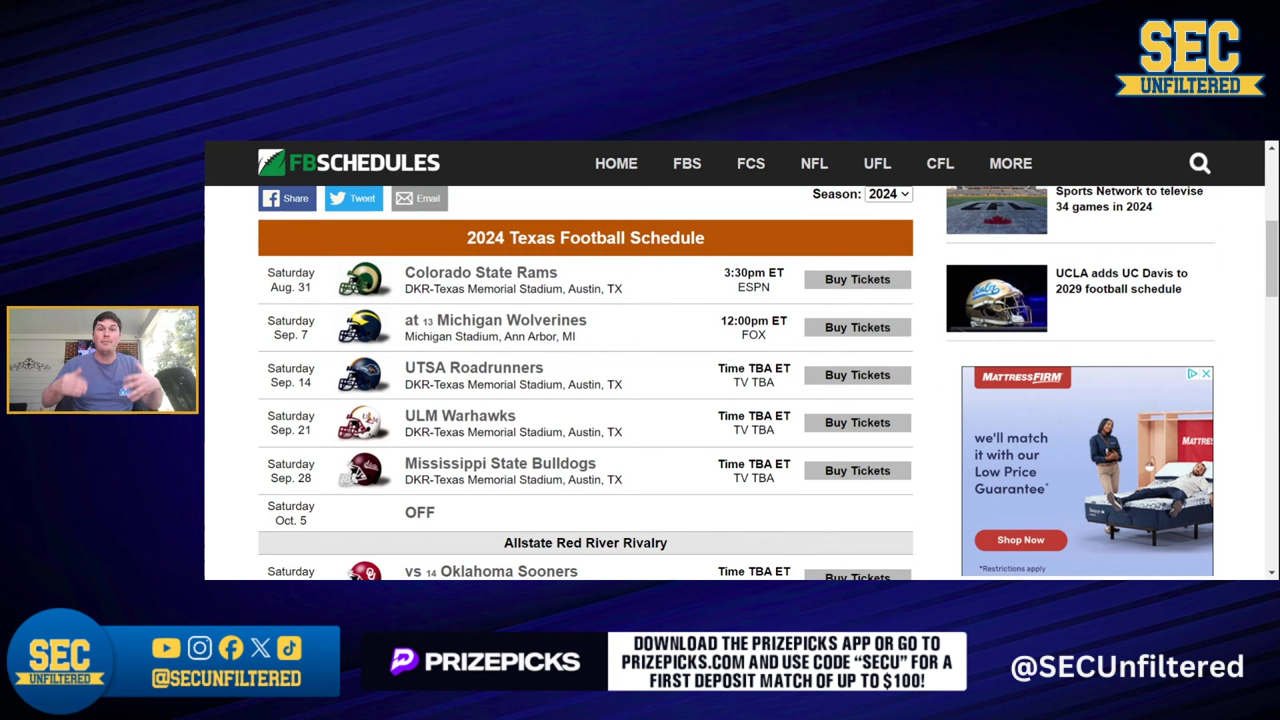 SEC
UNFILTERED
FBSCHEDULES
HOME FBS FCS NFL UFL CFL MORE
Share Tweet Email
Season: 2024
2024 Texas Football Schedule
Saturday
Aug. 31
Colorado State Rams
DKR-Texas Memorial Stadium, Austin, TX
3:30pm ET
ESPN
Buy Tickets
Saturday
Sep. 7
at 13 Michigan Wolverines
Michigan Stadium, Ann Arbor, MI
12:00pm ET
FOX
Buy Tickets
Saturday
Sep. 14
UTSA Roadrunners
DKR-Texas Memorial Stadium, Austin, TX
Time TBA ET
TV TBA
Buy Tickets
Saturday
Sep. 21
ULM Warhawks
DKR-Texas Memorial Stadium, Austin, TX
Time TBA ET
TV TBA
Buy Tickets
Saturday
Sep. 28
Mississippi State Bulldogs
DKR-Texas Memorial Stadium, Austin, TX
Time TBA ET
TV TBA
Buy Tickets
Saturday
Oct. 5
OFF
Allstate Red River Rivalry
Saturday
vs 14 Oklahoma Sooners
Time TBA ET
Buy Tickets
Sports Network to televise
34 games in 2024
CFL
UCLA adds UC Davis to
2029 football schedule
MATTRESSFIRM
we'll match
it with our
Low Price
Guarantee*
Shop Now
*Restrictions apply
MATTRE
SEC
UNFILTERED
@SECUNFILTERED
PRIZEPICKS
DOWNLOAD THE PRIZEPICKS APP OR GO TO
PRIZEPICKS.COM AND USE CODE “SECU” FOR A
FIRST DEPOSIT MATCH OF UP TO $100!
@SECUnfiltered